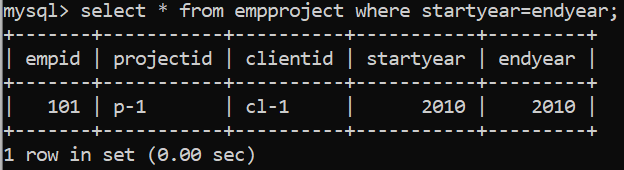 mysql> select * from empproject where startyear=endyear;
+-------+-----------+----------+-----------+---------+
| empid | projectid | clientid | startyear | endyear |
+-------+-----------+----------+-----------+---------+
|   101 | p-1       | cl-1     |      2010 |    2010 |
+-------+-----------+----------+-----------+---------+
1 row in set (0.00 sec)